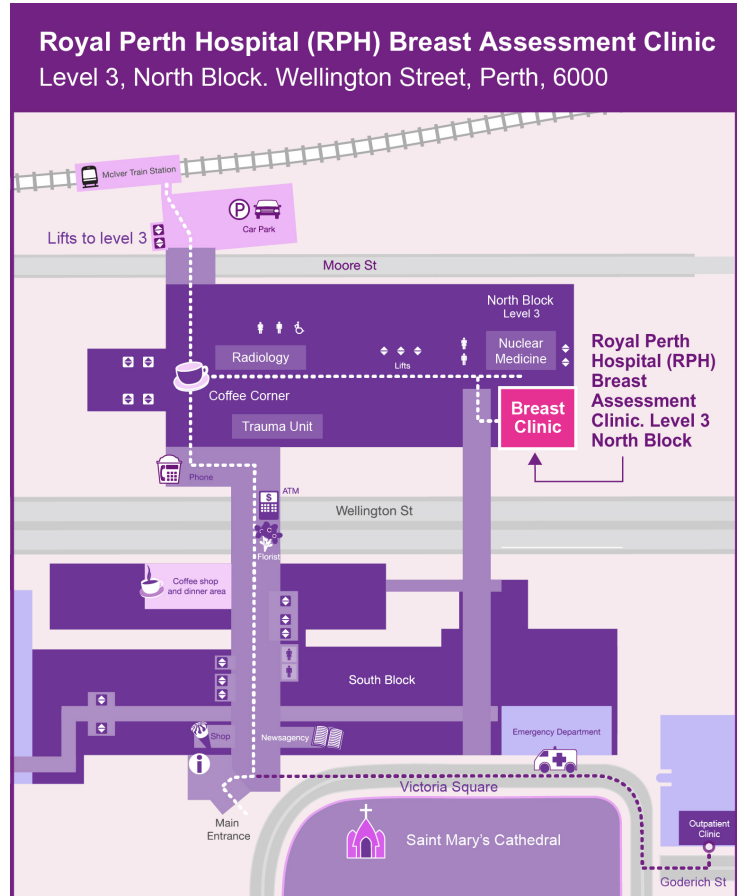 Royal Perth Hospital (RPH) Breast Assessment Clinic
Level 3, North Block. Wellington Street, Perth, 6000
McIver Train Station
P
Car Park
Lifts to level 3
Moore St
North Block
Level 3
Radiology
Lifts
Nuclear
Medicine
Coffee Corner
Trauma Unit
Breast
Clinic
Royal Perth
Hospital (RPH)
Breast
Assessment
Clinic. Level 3
North Block
Phone
$
ATM
Wellington St
Florist
Coffee shop
and dinner area
South Block
Shop
Newsagency
Emergency Department
i
Victoria Square
Main
Entrance
Saint Mary's Cathedral
Outpatient
Clinic
Goderich St